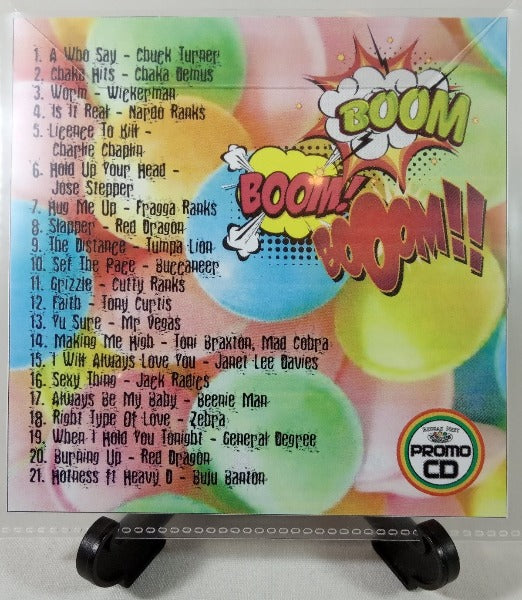 1. A Who Say - Chuck Turner
2. Chaka Hits - Chaka Demus
3. Worm - Wickerman
4. Is It Real - Nardo Ranks
5. Licence To Kill -
Charlie Chaplin
6. Hold Up Your Head -
Jose Stepper
7. Hug Me Up - Fragga Ranks
8. Slapper - Red Dragon
9. The Distance - Tumpa Lion
10. Set The Pace - Buccaneer
11. Grizzle - Cutty Ranks
12. Faith - Tony Curtis
13. Yu Sure - Mr Vegas
14. Making Me High - Toni Braxton, Mad Cobra
15. I Will Always Love You - Janet Lee Davies
16. Sexy Thing - Jack Radics
17. Always Be My Baby - Beenie Man
18. Right Type Of Love - Zebra
19. When I Hold You Tonight - General Degree
20. Burning Up - Red Dragon
21. Hotness ft Heavy D - Buju Banton
BOOM
BOOM!
BOOOM!!
PROMO
CD